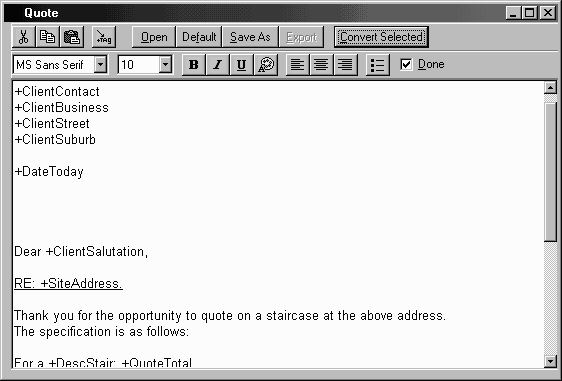 Quote
+Tag
Open
Default
Save As
Export
Convert Selected
MS Sans Serif
10
B
I
U
Done
+ClientContact
+ClientBusiness
+ClientStreet
+ClientSuburb
+DateToday
Dear +ClientSalutation,
RE: +SiteAddress.
Thank you for the opportunity to quote on a staircase at the above address.
The specification is as follows:
For a +DescStair: +QuoteTotal